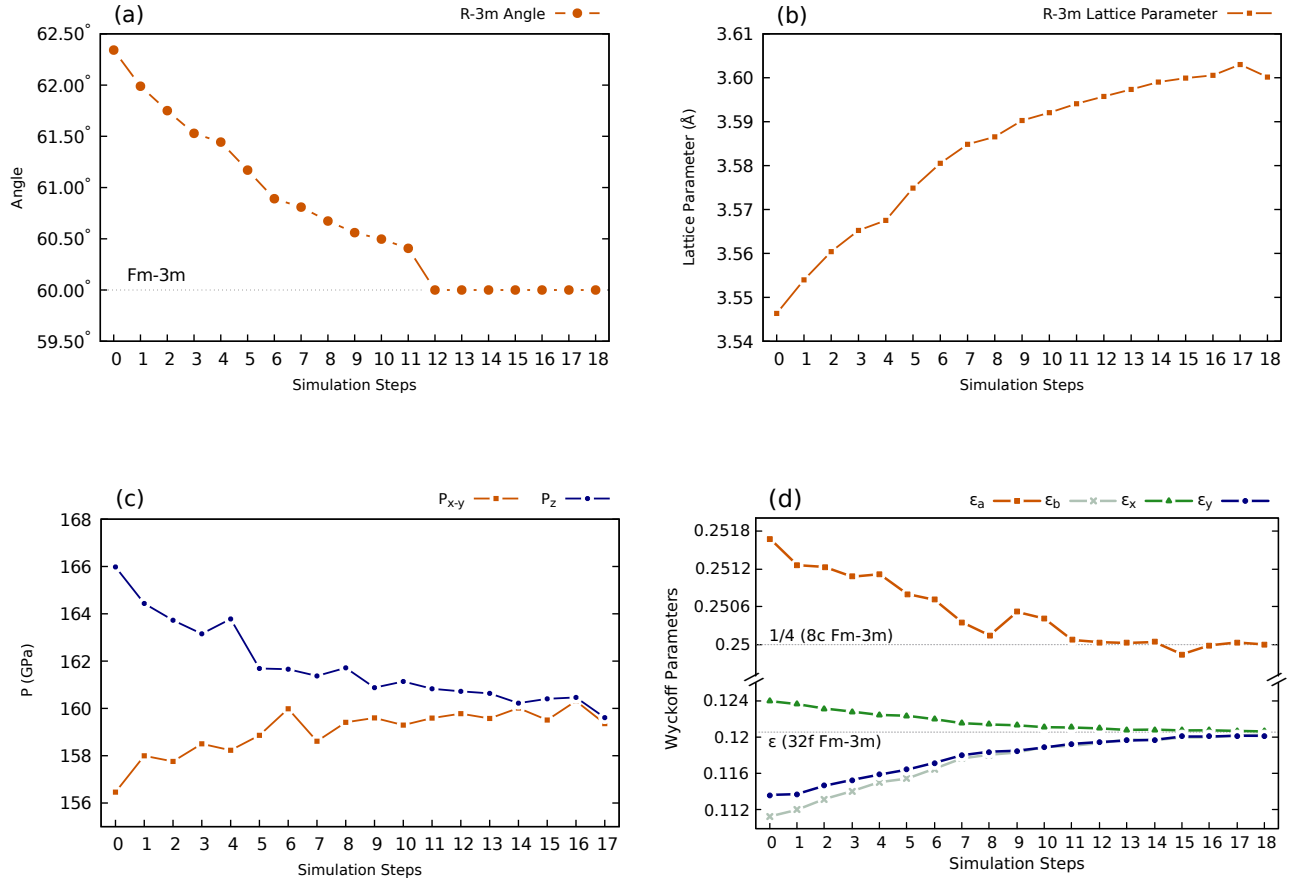 (a)
R-3m Angle
62.50°
62.00°
61.50°
61.00°
60.50°
60.00°
59.50°
Angle
Fm-3m
0 1 2 3 4 5 6 7 8 9 10 11 12 13 14 15 16 17 18
Simulation Steps
(b)
R-3m Lattice Parameter
3.61
3.60
3.59
3.58
3.57
3.56
3.55
3.54
Lattice Parameter (Å)
0 1 2 3 4 5 6 7 8 9 10 11 12 13 14 15 16 17 18
Simulation Steps
(c)
Px-y Pz
168
166
164
162
160
158
156
P (GPa)
0 1 2 3 4 5 6 7 8 9 10 11 12 13 14 15 16 17
Simulation Steps
(d)
εa εb εx εy
0.2518
0.2512
0.2506
0.25
0.124
0.120
0.116
0.112
Wyckoff Parameters
1/4 (8c Fm-3m)
ε (32f Fm-3m)
0 1 2 3 4 5 6 7 8 9 10 11 12 13 14 15 16 17 18
Simulation Steps